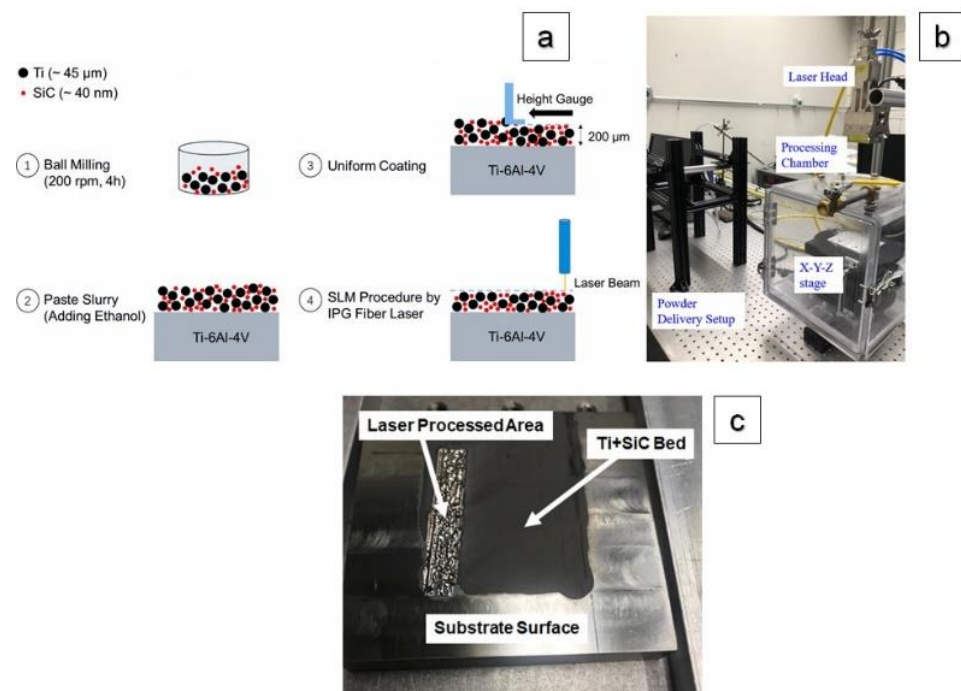 a
● Ti (~ 45 μm)
● SiC (~ 40 nm)
1 Ball Milling
(200 rpm, 4h)
3 Uniform Coating
Height Gauge
200 μm
Ti-6Al-4V
2 Paste Slurry
(Adding Ethanol)
Ti-6Al-4V
4 SLM Procedure by
IPG Fiber Laser
Laser Beam
Ti-6Al-4V
b
Laser Head
Processing
Chamber
X-Y-Z
stage
Powder
Delivery Setup
c
Laser Processed Area
Ti+SiC Bed
Substrate Surface